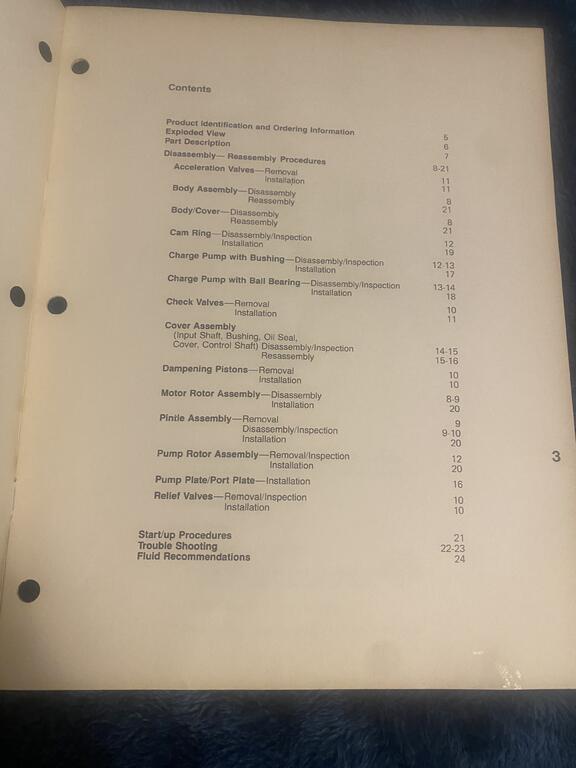 Contents
Product Identification and Ordering Information 5
Exploded View 6
Part Description 7
Disassembly—Reassembly Procedures 8-21
Acceleration Valves—Removal 11
Installation 11
Body Assembly—Disassembly 8
Reassembly 21
Body/Cover—Disassembly 8
Reassembly 21
Cam Ring—Disassembly/Inspection 12
Installation 19
Charge Pump with Bushing—Disassembly/Inspection 12-13
Installation 17
Charge Pump with Ball Bearing—Disassembly/Inspection 13-14
Installation 18
Check Valves—Removal 10
Installation 11
Cover Assembly
(Input Shaft, Bushing, Oil Seal,
Cover, Control Shaft) Disassembly/Inspection 14-15
Resassembly 15-16
Dampening Pistons—Removal 10
Installation 10
Motor Rotor Assembly—Disassembly 8-9
Installation 20
Pintle Assembly—Removal 9
Disassembly/Inspection 9-10
Installation 20
Pump Rotor Assembly—Removal/Inspection 12
Installation 20
Pump Plate/Port Plate—Installation 16
Relief Valves—Removal/Inspection 10
Installation 10
Start/up Procedures 21
Trouble Shooting 22-23
Fluid Recommendations 24
3